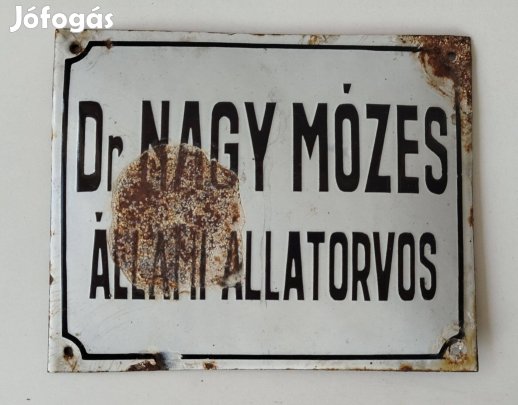 Jófogás
Dr NAGY MÓZES
ÁLLAMI ÁLLATORVOS